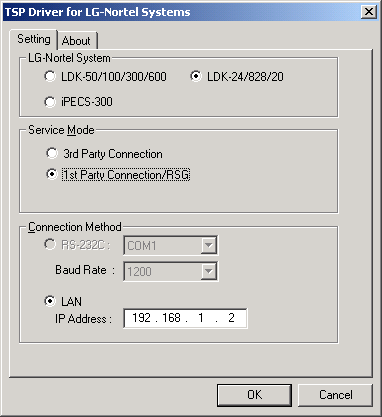 TSP Driver for LG-Nortel Systems
Setting About
LG-Nortel System
LDK-50/100/300/600 LDK-24/828/20
iPECS-300
Service Mode
3rd Party Connection
1st Party Connection/RSG
Connection Method
RS-232C : COM1
Baud Rate : 1200
LAN
IP Address : 192 . 168 . 1 . 2
OK Cancel